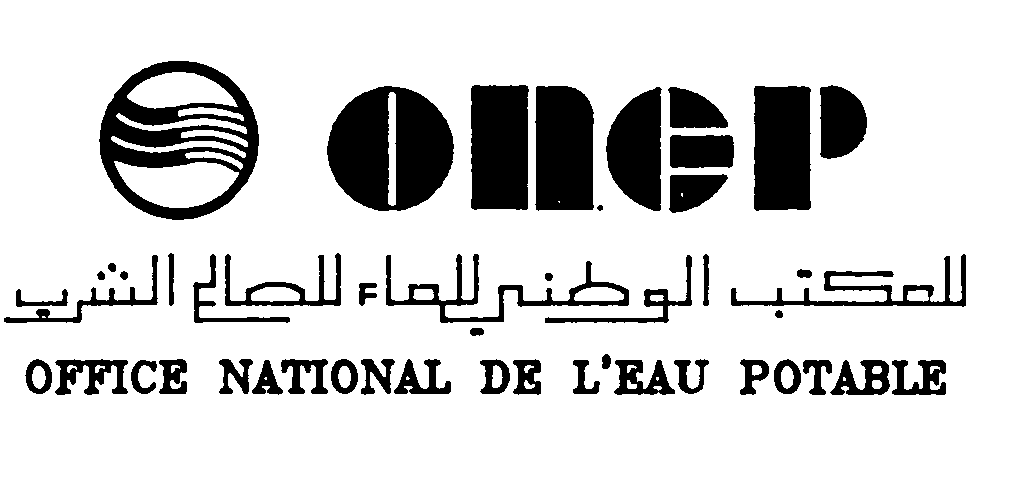 onep
المكتب الوطني للماء الصالح للشرب
OFFICE NATIONAL DE L'EAU POTABLE